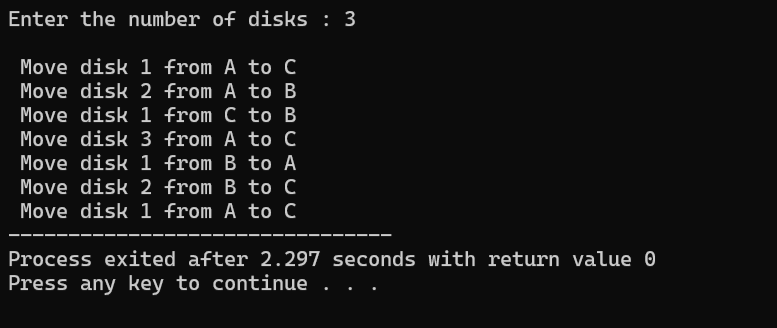 Enter the number of disks : 3
Move disk 1 from A to C
Move disk 2 from A to B
Move disk 1 from C to B
Move disk 3 from A to C
Move disk 1 from B to A
Move disk 2 from B to C
Move disk 1 from A to C
--------------------------------
Process exited after 2.297 seconds with return value 0
Press any key to continue . . .